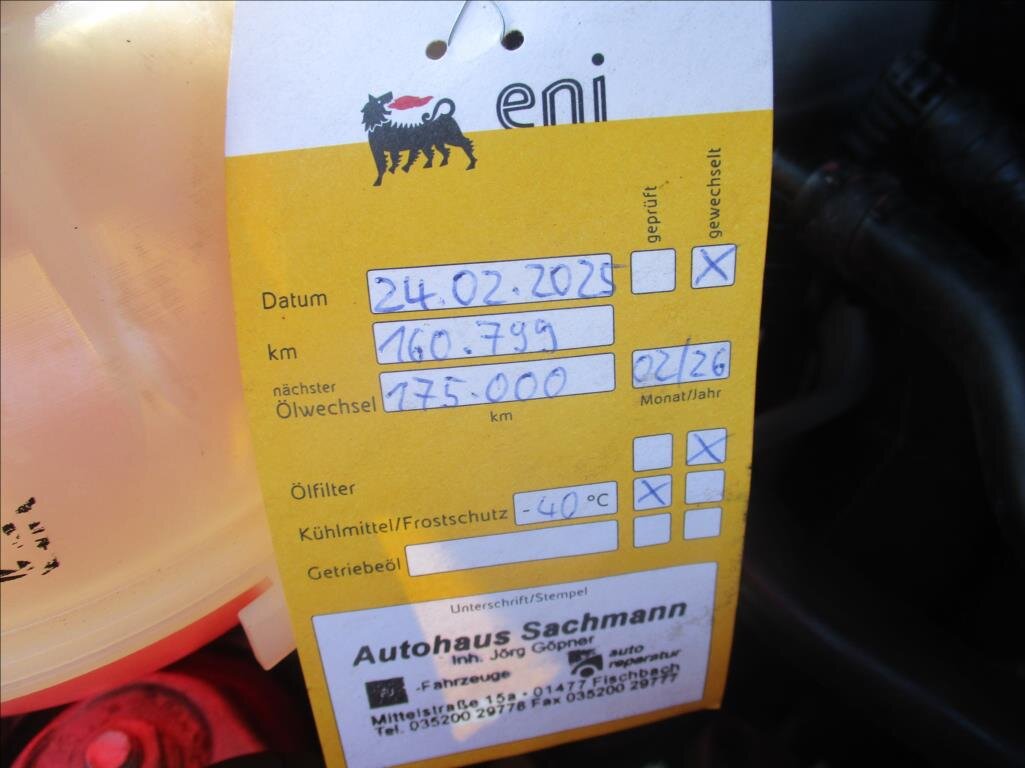 eni
geprüft gewechselt
Datum 24.02.2025 X
km 160.799
nächster Ölwechsel 175.000 02/26
km Monat/Jahr
Ölfilter X
Kühlmittel/Frostschutz -40 °C X
Getriebeöl
Unterschrift/Stempel
Autohaus Sachmann
Inh. Jörg Göpner
-Fahrzeuge auto reparatur
Mittelstraße 15a · 01477 Fischbach
Tel. 035200 29778 Fax 035200 29777